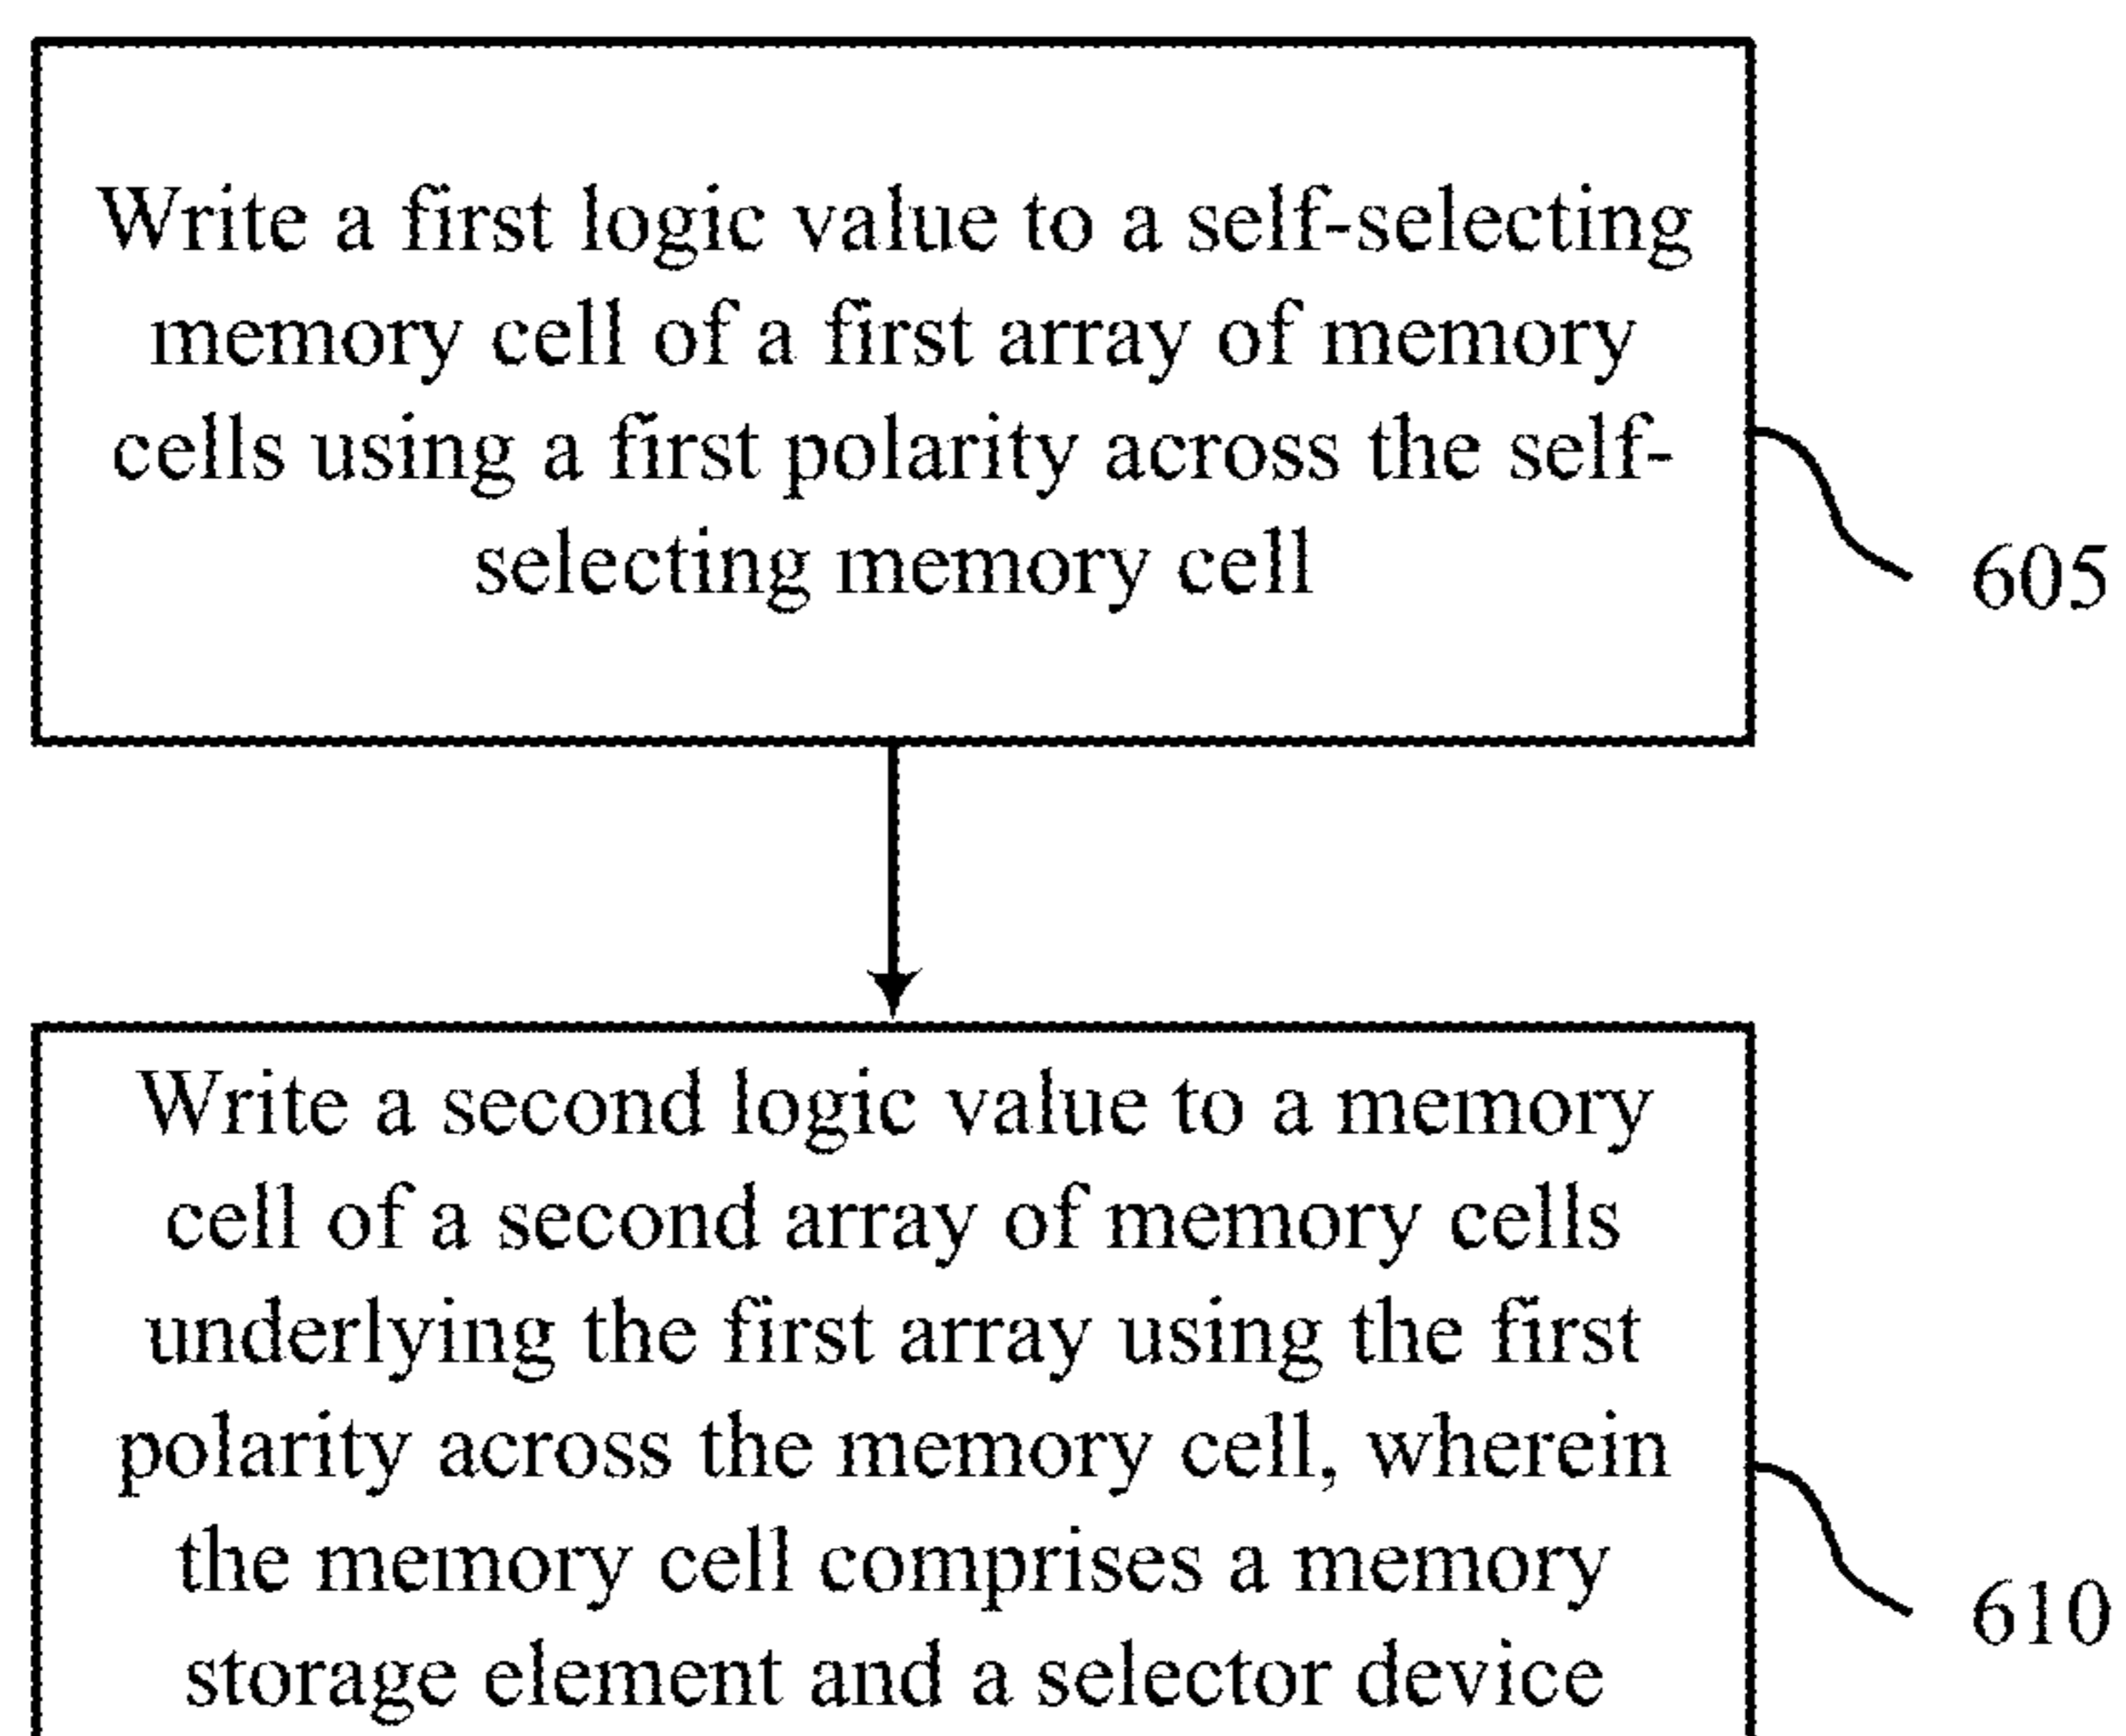 Write a first logic value to a self-selecting
memory cell of a first array of memory
cells using a first polarity across the self-
selecting memory cell
605
Write a second logic value to a memory
cell of a second array of memory cells
underlying the first array using the first
polarity across the memory cell, wherein
the memory cell comprises a memory
storage element and a selector device
610